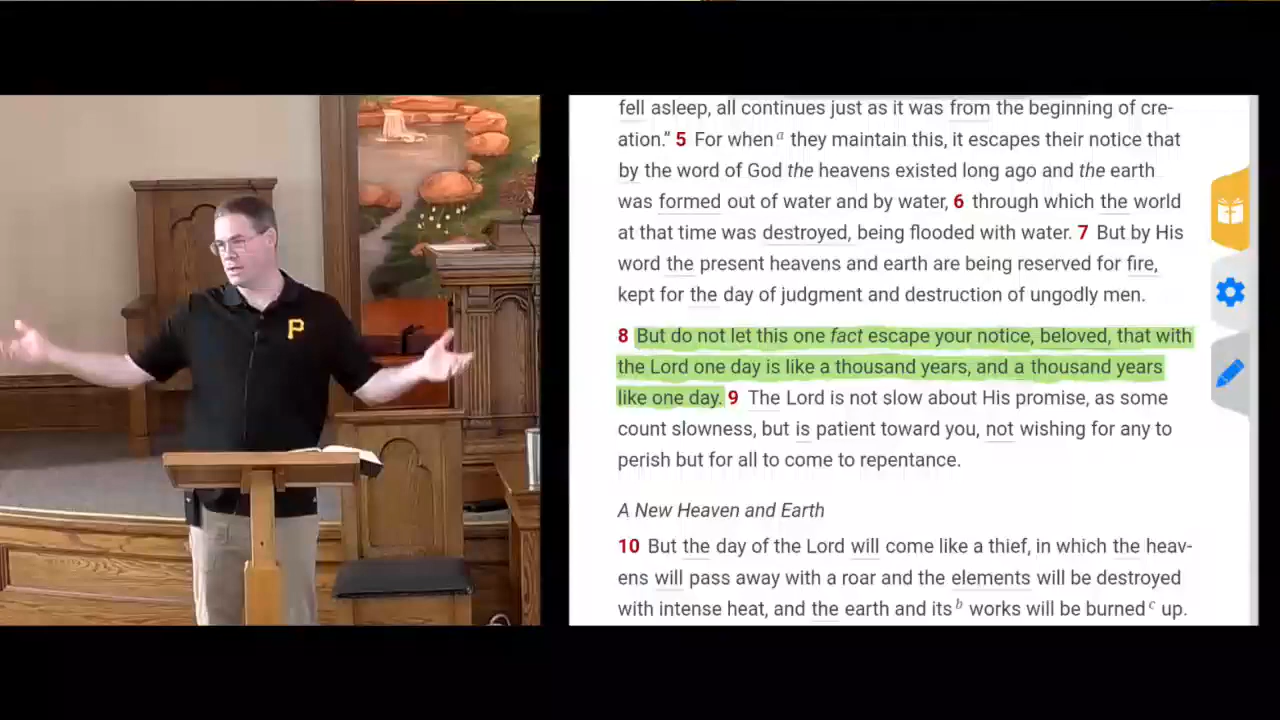 P
fell asleep, all continues just as it was from the beginning of cre-
ation.” 5 For when a they maintain this, it escapes their notice that
by the word of God the heavens existed long ago and the earth
was formed out of water and by water, 6 through which the world
at that time was destroyed, being flooded with water. 7 But by His
word the present heavens and earth are being reserved for fire,
kept for the day of judgment and destruction of ungodly men.
8 But do not let this one fact escape your notice, beloved, that with
the Lord one day is like a thousand years, and a thousand years
like one day. 9 The Lord is not slow about His promise, as some
count slowness, but is patient toward you, not wishing for any to
perish but for all to come to repentance.
A New Heaven and Earth
10 But the day of the Lord will come like a thief, in which the heav-
ens will pass away with a roar and the elements will be destroyed
with intense heat, and the earth and its b works will be burned c up.